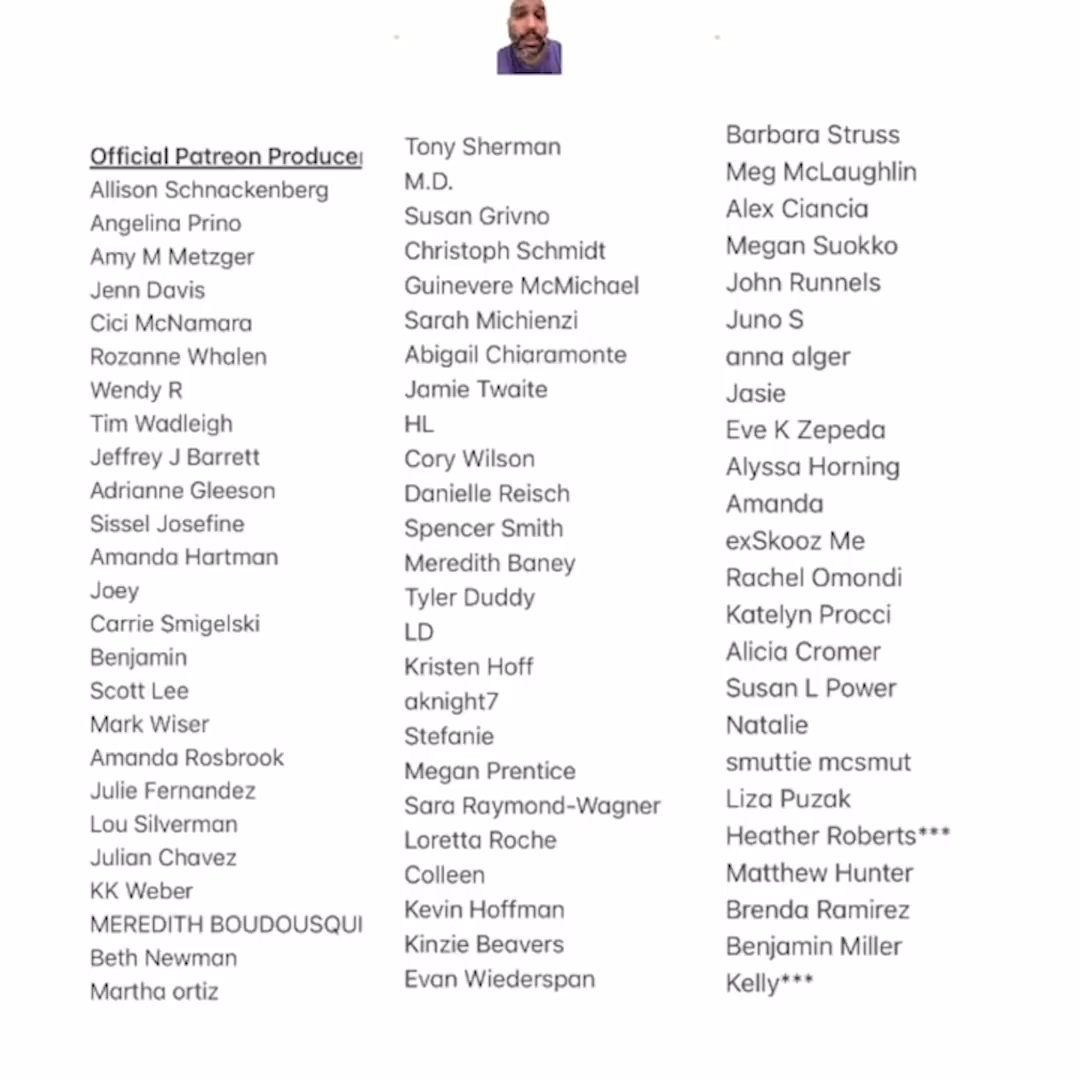 Official Patreon Producer
Allison Schnackenberg
Angelina Prino
Amy M Metzger
Jenn Davis
Cici McNamara
Rozanne Whalen
Wendy R
Tim Wadleigh
Jeffrey J Barrett
Adrianne Gleeson
Sissel Josefine
Amanda Hartman
Joey
Carrie Smigelski
Benjamin
Scott Lee
Mark Wiser
Amanda Rosbrook
Julie Fernandez
Lou Silverman
Julian Chavez
KK Weber
MEREDITH BOUDOUSQUI
Beth Newman
Martha ortiz
Tony Sherman
M.D.
Susan Grivno
Christoph Schmidt
Guinevere McMichael
Sarah Michienzi
Abigail Chiaramonte
Jamie Twaite
HL
Cory Wilson
Danielle Reisch
Spencer Smith
Meredith Baney
Tyler Duddy
LD
Kristen Hoff
aknight7
Stefanie
Megan Prentice
Sara Raymond-Wagner
Loretta Roche
Colleen
Kevin Hoffman
Kinzie Beavers
Evan Wiederspan
Barbara Struss
Meg McLaughlin
Alex Ciancia
Megan Suokko
John Runnels
Juno S
anna alger
Jasie
Eve K Zepeda
Alyssa Horning
Amanda
exSkooz Me
Rachel Omondi
Katelyn Procci
Alicia Cromer
Susan L Power
Natalie
smuttie mcsmut
Liza Puzak
Heather Roberts***
Matthew Hunter
Brenda Ramirez
Benjamin Miller
Kelly***